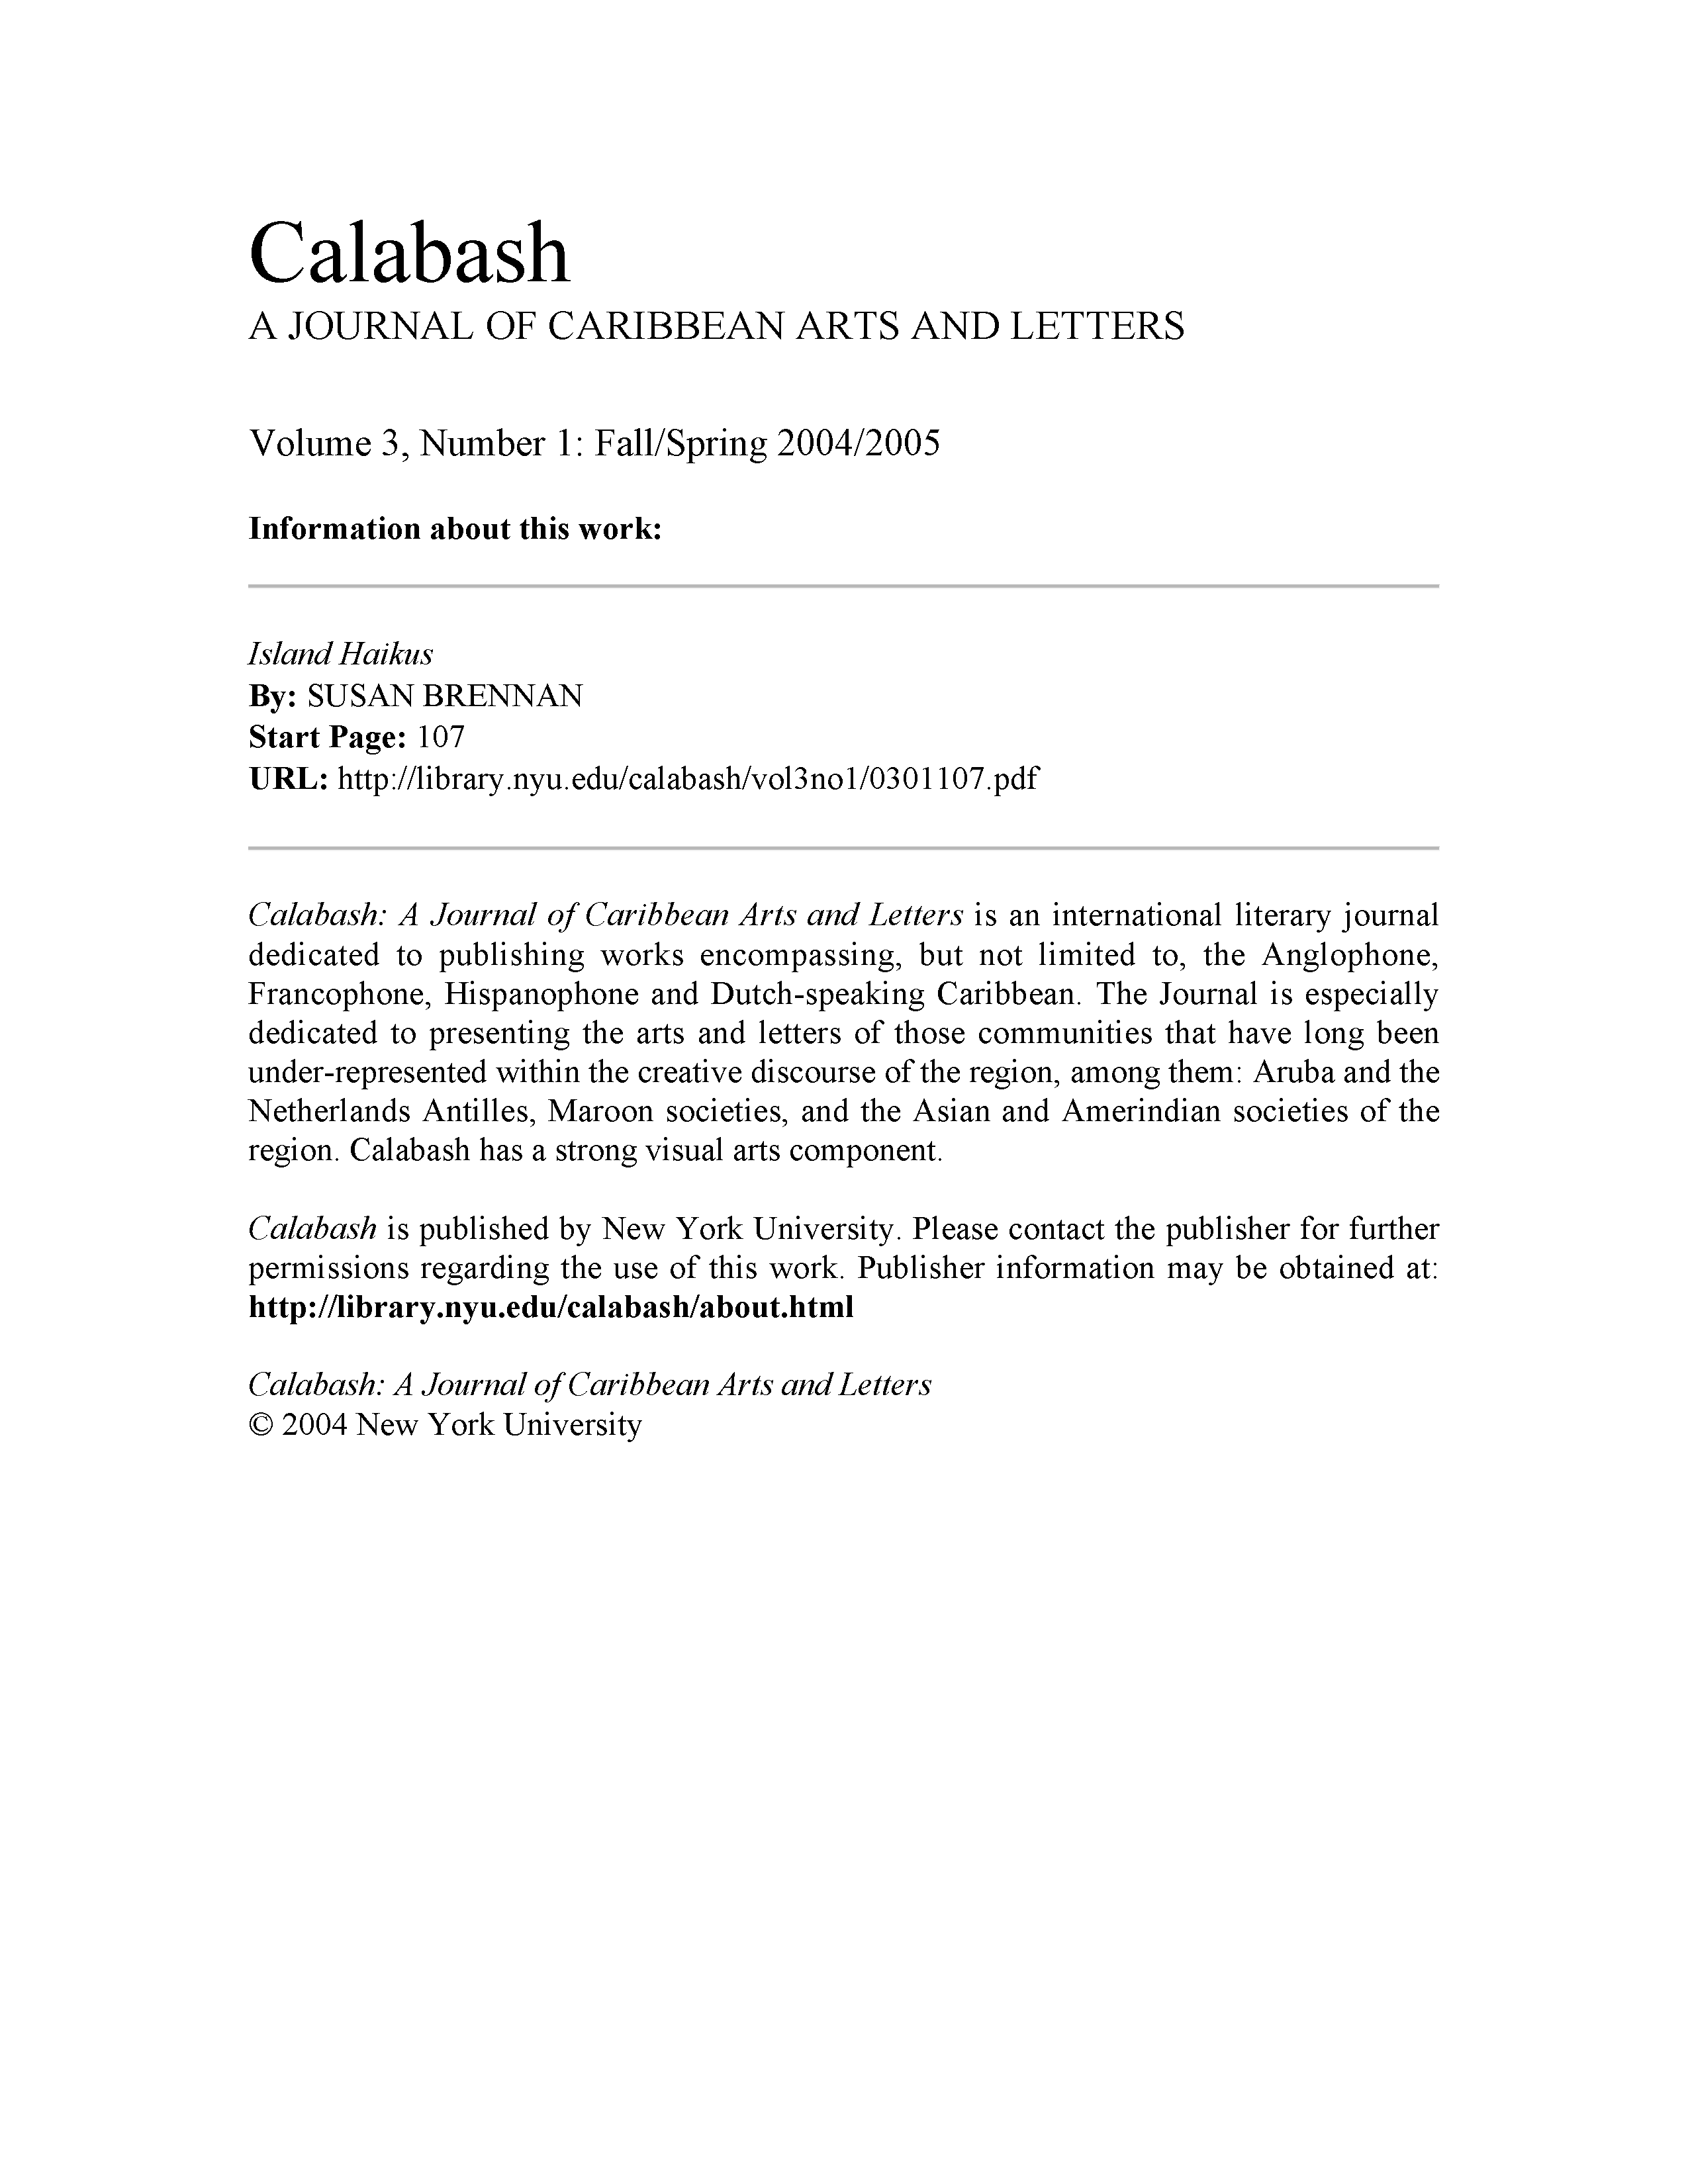 Calabash
A JOURNAL OF CARIBBEAN ARTS AND LETTERS
Volume 3, Number 1: Fall/Spring 2004/2005
Information about this work:
Island Haikus
By: SUSAN BRENNAN
Start Page: 107
URL: http://library.nyu.edu/calabash/vol3no1/0301107.pdf
Calabash: A Journal of Caribbean Arts and Letters is an international literary journal
dedicated to publishing works encompassing, but not limited to, the Anglophone,
Francophone, Hispanophone and Dutch-speaking Caribbean. The Journal is especially
dedicated to presenting the arts and letters of those communities that have long been
under-represented within the creative discourse of the region, among them: Aruba and the
Netherlands Antilles, Maroon societies, and the Asian and Amerindian societies of the
region. Calabash has a strong visual arts component.
Calabash is published by New York University. Please contact the publisher for further
permissions regarding the use of this work. Publisher information may be obtained at:
http://library.nyu.edu/calabash/about.html
Calabash: A Journal of Caribbean Arts and Letters
© 2004 New York University